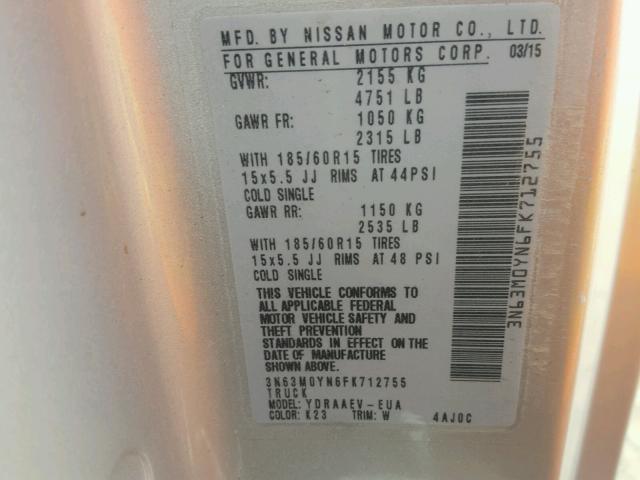 MFD. BY NISSAN MOTOR CO., LTD.
FOR GENERAL MOTORS CORP. 03/15
GVWR: 2155 KG
4751 LB
GAWR FR: 1050 KG
2315 LB
WITH 185/60R15 TIRES
15x5.5 JJ RIMS AT 44PSI
COLD SINGLE
GAWR RR: 1150 KG
2535 LB
WITH 185/60R15 TIRES
15x5.5 JJ RIMS AT 48 PSI
COLD SINGLE
THIS VEHICLE CONFORMS TO
ALL APPLICABLE FEDERAL
MOTOR VEHICLE SAFETY AND
THEFT PREVENTION
STANDARDS IN EFFECT ON THE
DATE OF MANUFACTURE
SHOWN ABOVE.
3N63M0YN6FK712755
TRUCK
MODEL: YDRAAEV-EUA
COLOR: K23 TRIM: W 4AJ0C
3N63M0YN6FK712755